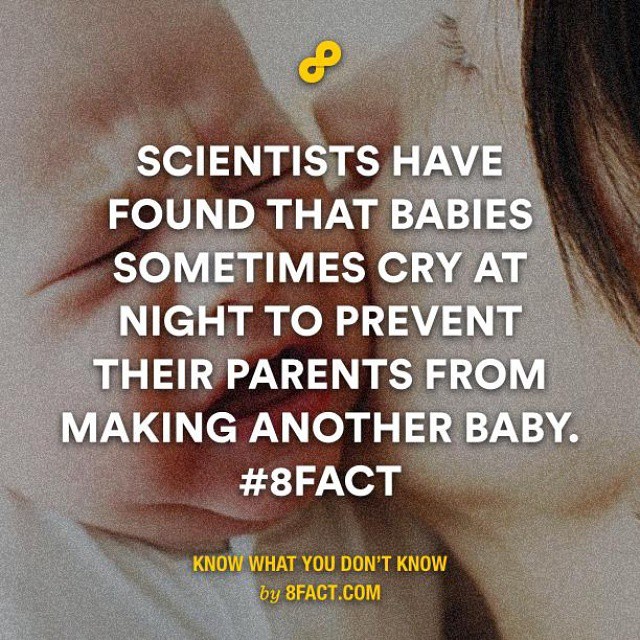 SCIENTISTS HAVE
FOUND THAT BABIES
SOMETIMES CRY AT
NIGHT TO PREVENT
THEIR PARENTS FROM
MAKING ANOTHER BABY.
#8FACT
KNOW WHAT YOU DON'T KNOW
by 8FACT.COM